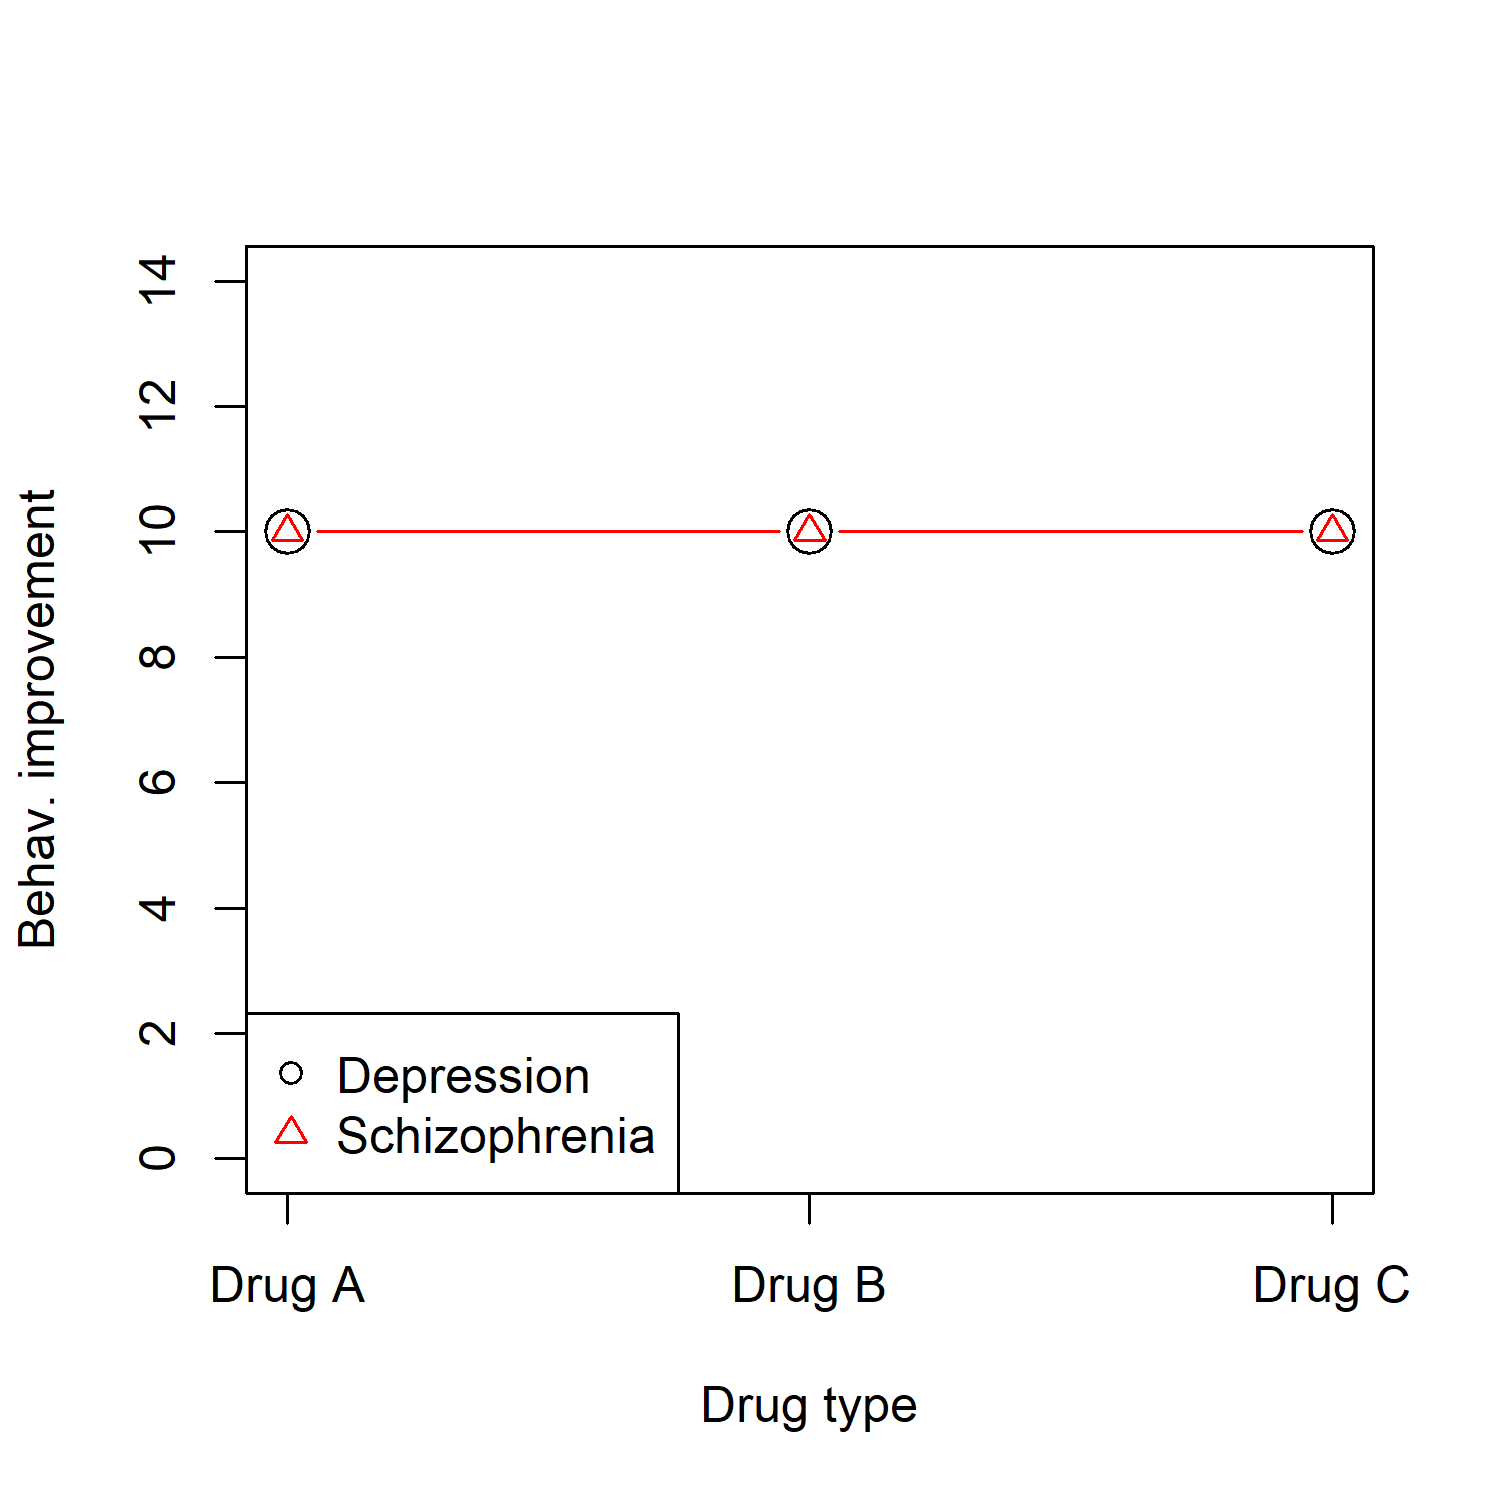 14
12
10
8
6
4
2
0
Behav. improvement
Depression
Schizophrenia
Drug A
Drug B
Drug C
Drug type